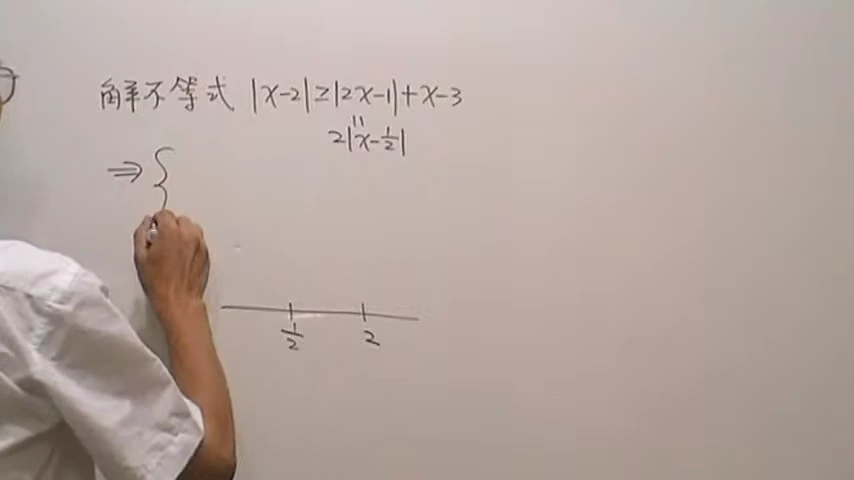 解不等式 |x-2|≥|2x-1|+x-3
"
2|x-1/2|
⇒ {
1/2 2